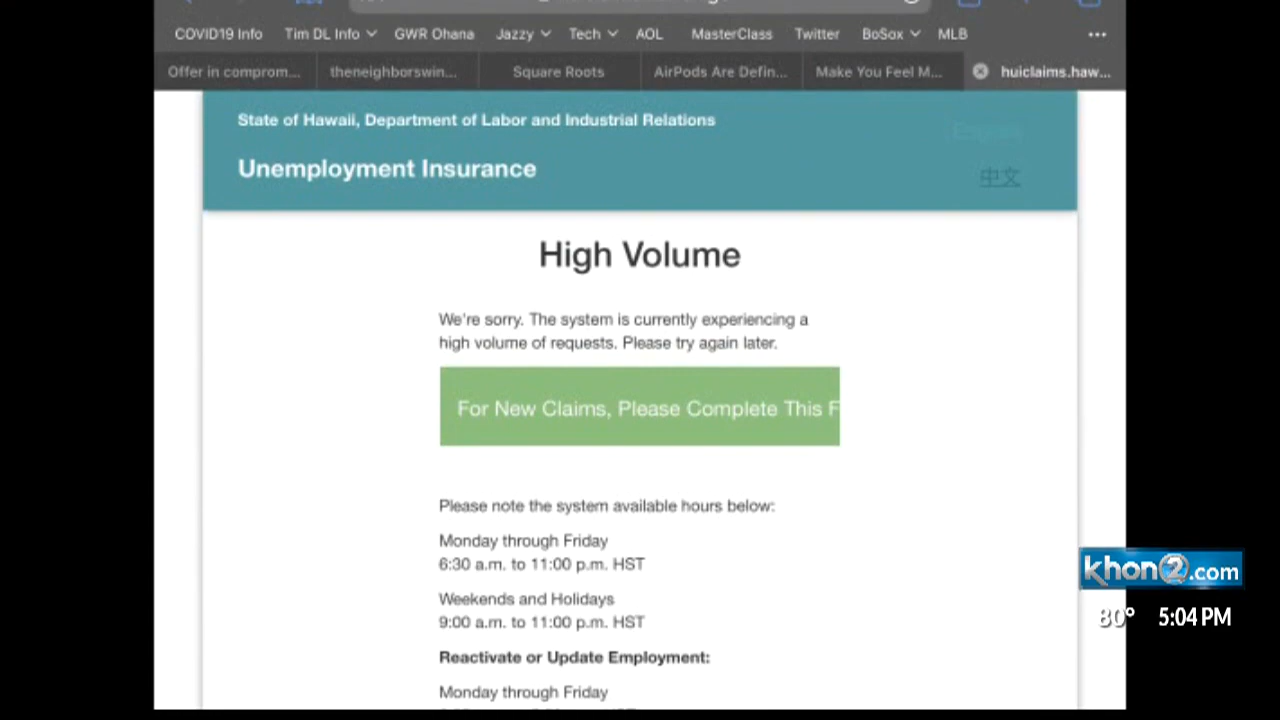 COVID19 Info Tim DL Info GWR Ohana Jazzy Tech AOL MasterClass Twitter BoSox MLB
Offer in comprom... theneighborswin... Square Roots AirPods Are Defin... Make You Feel M... huiclaims.haw...
State of Hawaii, Department of Labor and Industrial Relations
English
Unemployment Insurance
中文
High Volume
We're sorry. The system is currently experiencing a
high volume of requests. Please try again later.
For New Claims, Please Complete This F
Please note the system available hours below:
Monday through Friday
6:30 a.m. to 11:00 p.m. HST
Weekends and Holidays
9:00 a.m. to 11:00 p.m. HST
Reactivate or Update Employment:
Monday through Friday
khon2.com
80° 5:04 PM